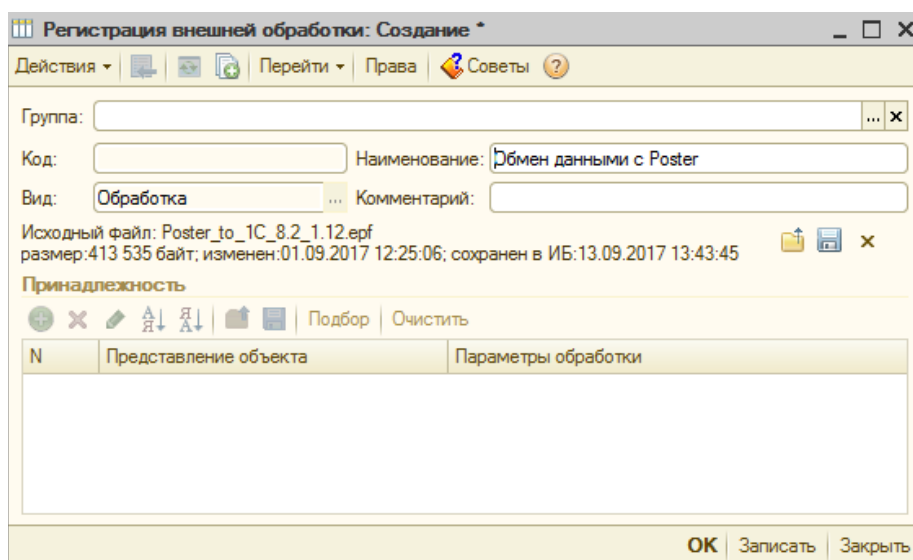 Регистрация внешней обработки: Создание *
Действия Перейти Права Советы ?
Группа: ...
Код: Наименование: Обмен данными с Poster
Вид: Обработка ... Комментарий:
Исходный файл: Poster_to_1C_8.2_1.12.epf
размер:413 535 байт; изменен:01.09.2017 12:25:06; сохранен в ИБ:13.09.2017 13:43:45
Принадлежность
Подбор Очистить
N Представление объекта Параметры обработки
OK Записать Закрыть